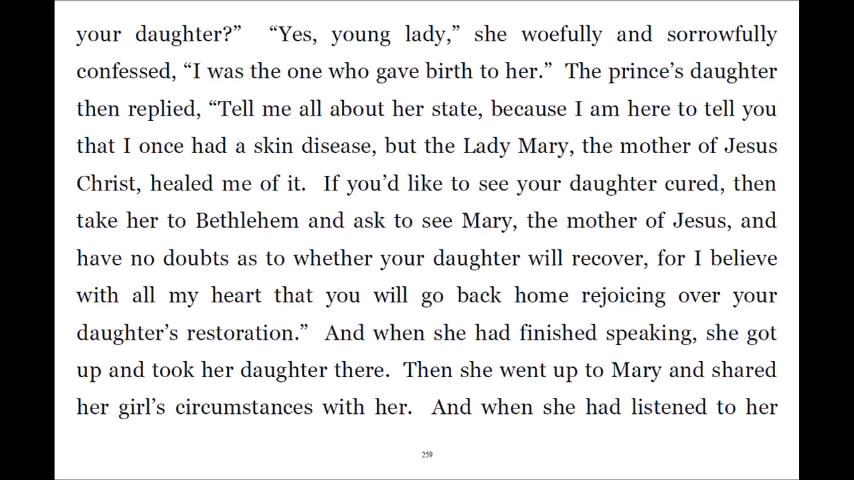 your daughter?” “Yes, young lady,” she woefully and sorrowfully
confessed, “I was the one who gave birth to her.” The prince’s daughter
then replied, “Tell me all about her state, because I am here to tell you
that I once had a skin disease, but the Lady Mary, the mother of Jesus
Christ, healed me of it. If you’d like to see your daughter cured, then
take her to Bethlehem and ask to see Mary, the mother of Jesus, and
have no doubts as to whether your daughter will recover, for I believe
with all my heart that you will go back home rejoicing over your
daughter’s restoration.” And when she had finished speaking, she got
up and took her daughter there. Then she went up to Mary and shared
her girl’s circumstances with her. And when she had listened to her
259